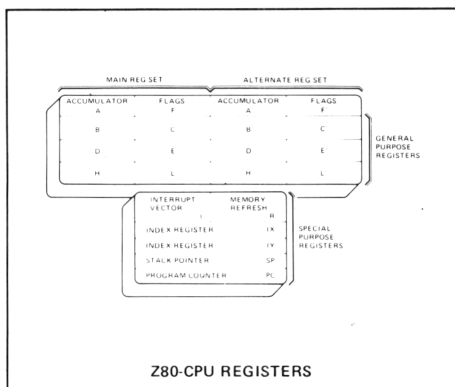 MAIN REG SET ALTERNATE REG SET
ACCUMULATOR FLAGS ACCUMULATOR FLAGS
A F A F
B C B C
D E D E
H L H L
GENERAL
PURPOSE
REGISTERS
INTERRUPT MEMORY
VECTOR REFRESH
I R
INDEX REGISTER IX
INDEX REGISTER IY
STACK POINTER SP
PROGRAM COUNTER PC
SPECIAL
PURPOSE
REGISTERS
Z80-CPU REGISTERS